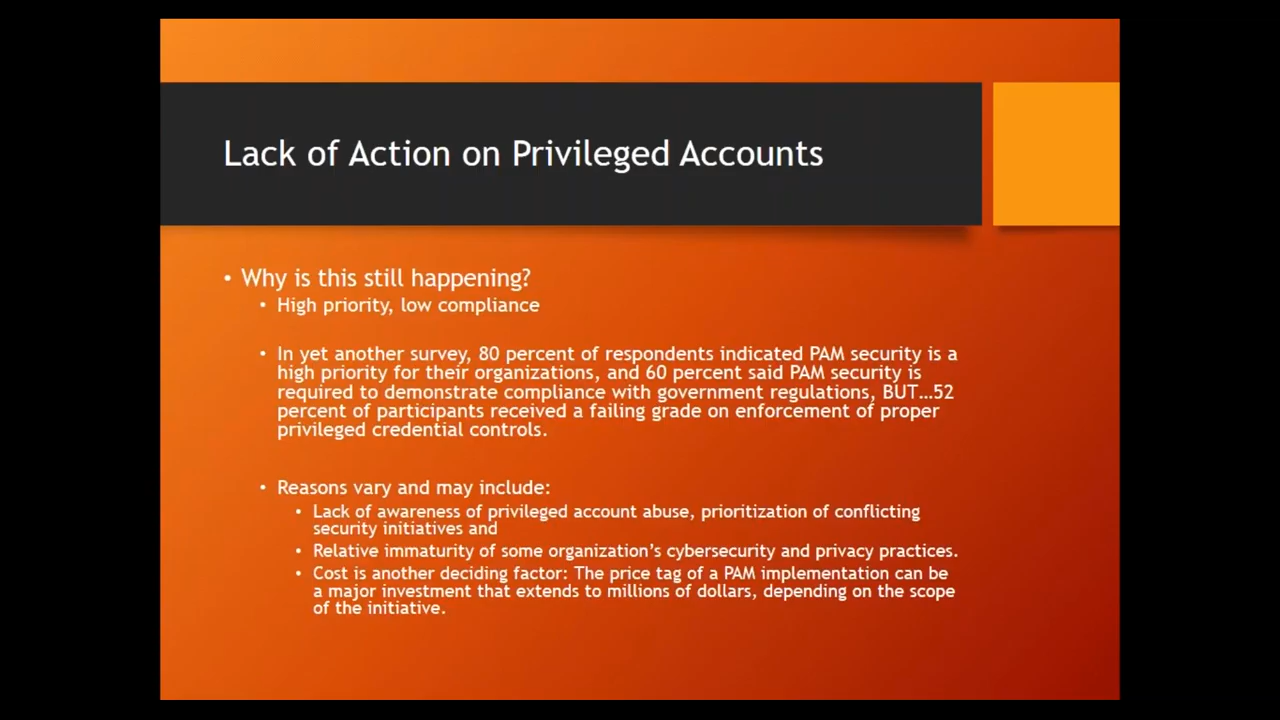 Lack of Action on Privileged Accounts
• Why is this still happening?
• High priority, low compliance
• In yet another survey, 80 percent of respondents indicated PAM security is a
high priority for their organizations, and 60 percent said PAM security is
required to demonstrate compliance with government regulations, BUT…52
percent of participants received a failing grade on enforcement of proper
privileged credential controls.
• Reasons vary and may include:
• Lack of awareness of privileged account abuse, prioritization of conflicting
security initiatives and
• Relative immaturity of some organization’s cybersecurity and privacy practices.
• Cost is another deciding factor: The price tag of a PAM implementation can be
a major investment that extends to millions of dollars, depending on the scope
of the initiative.